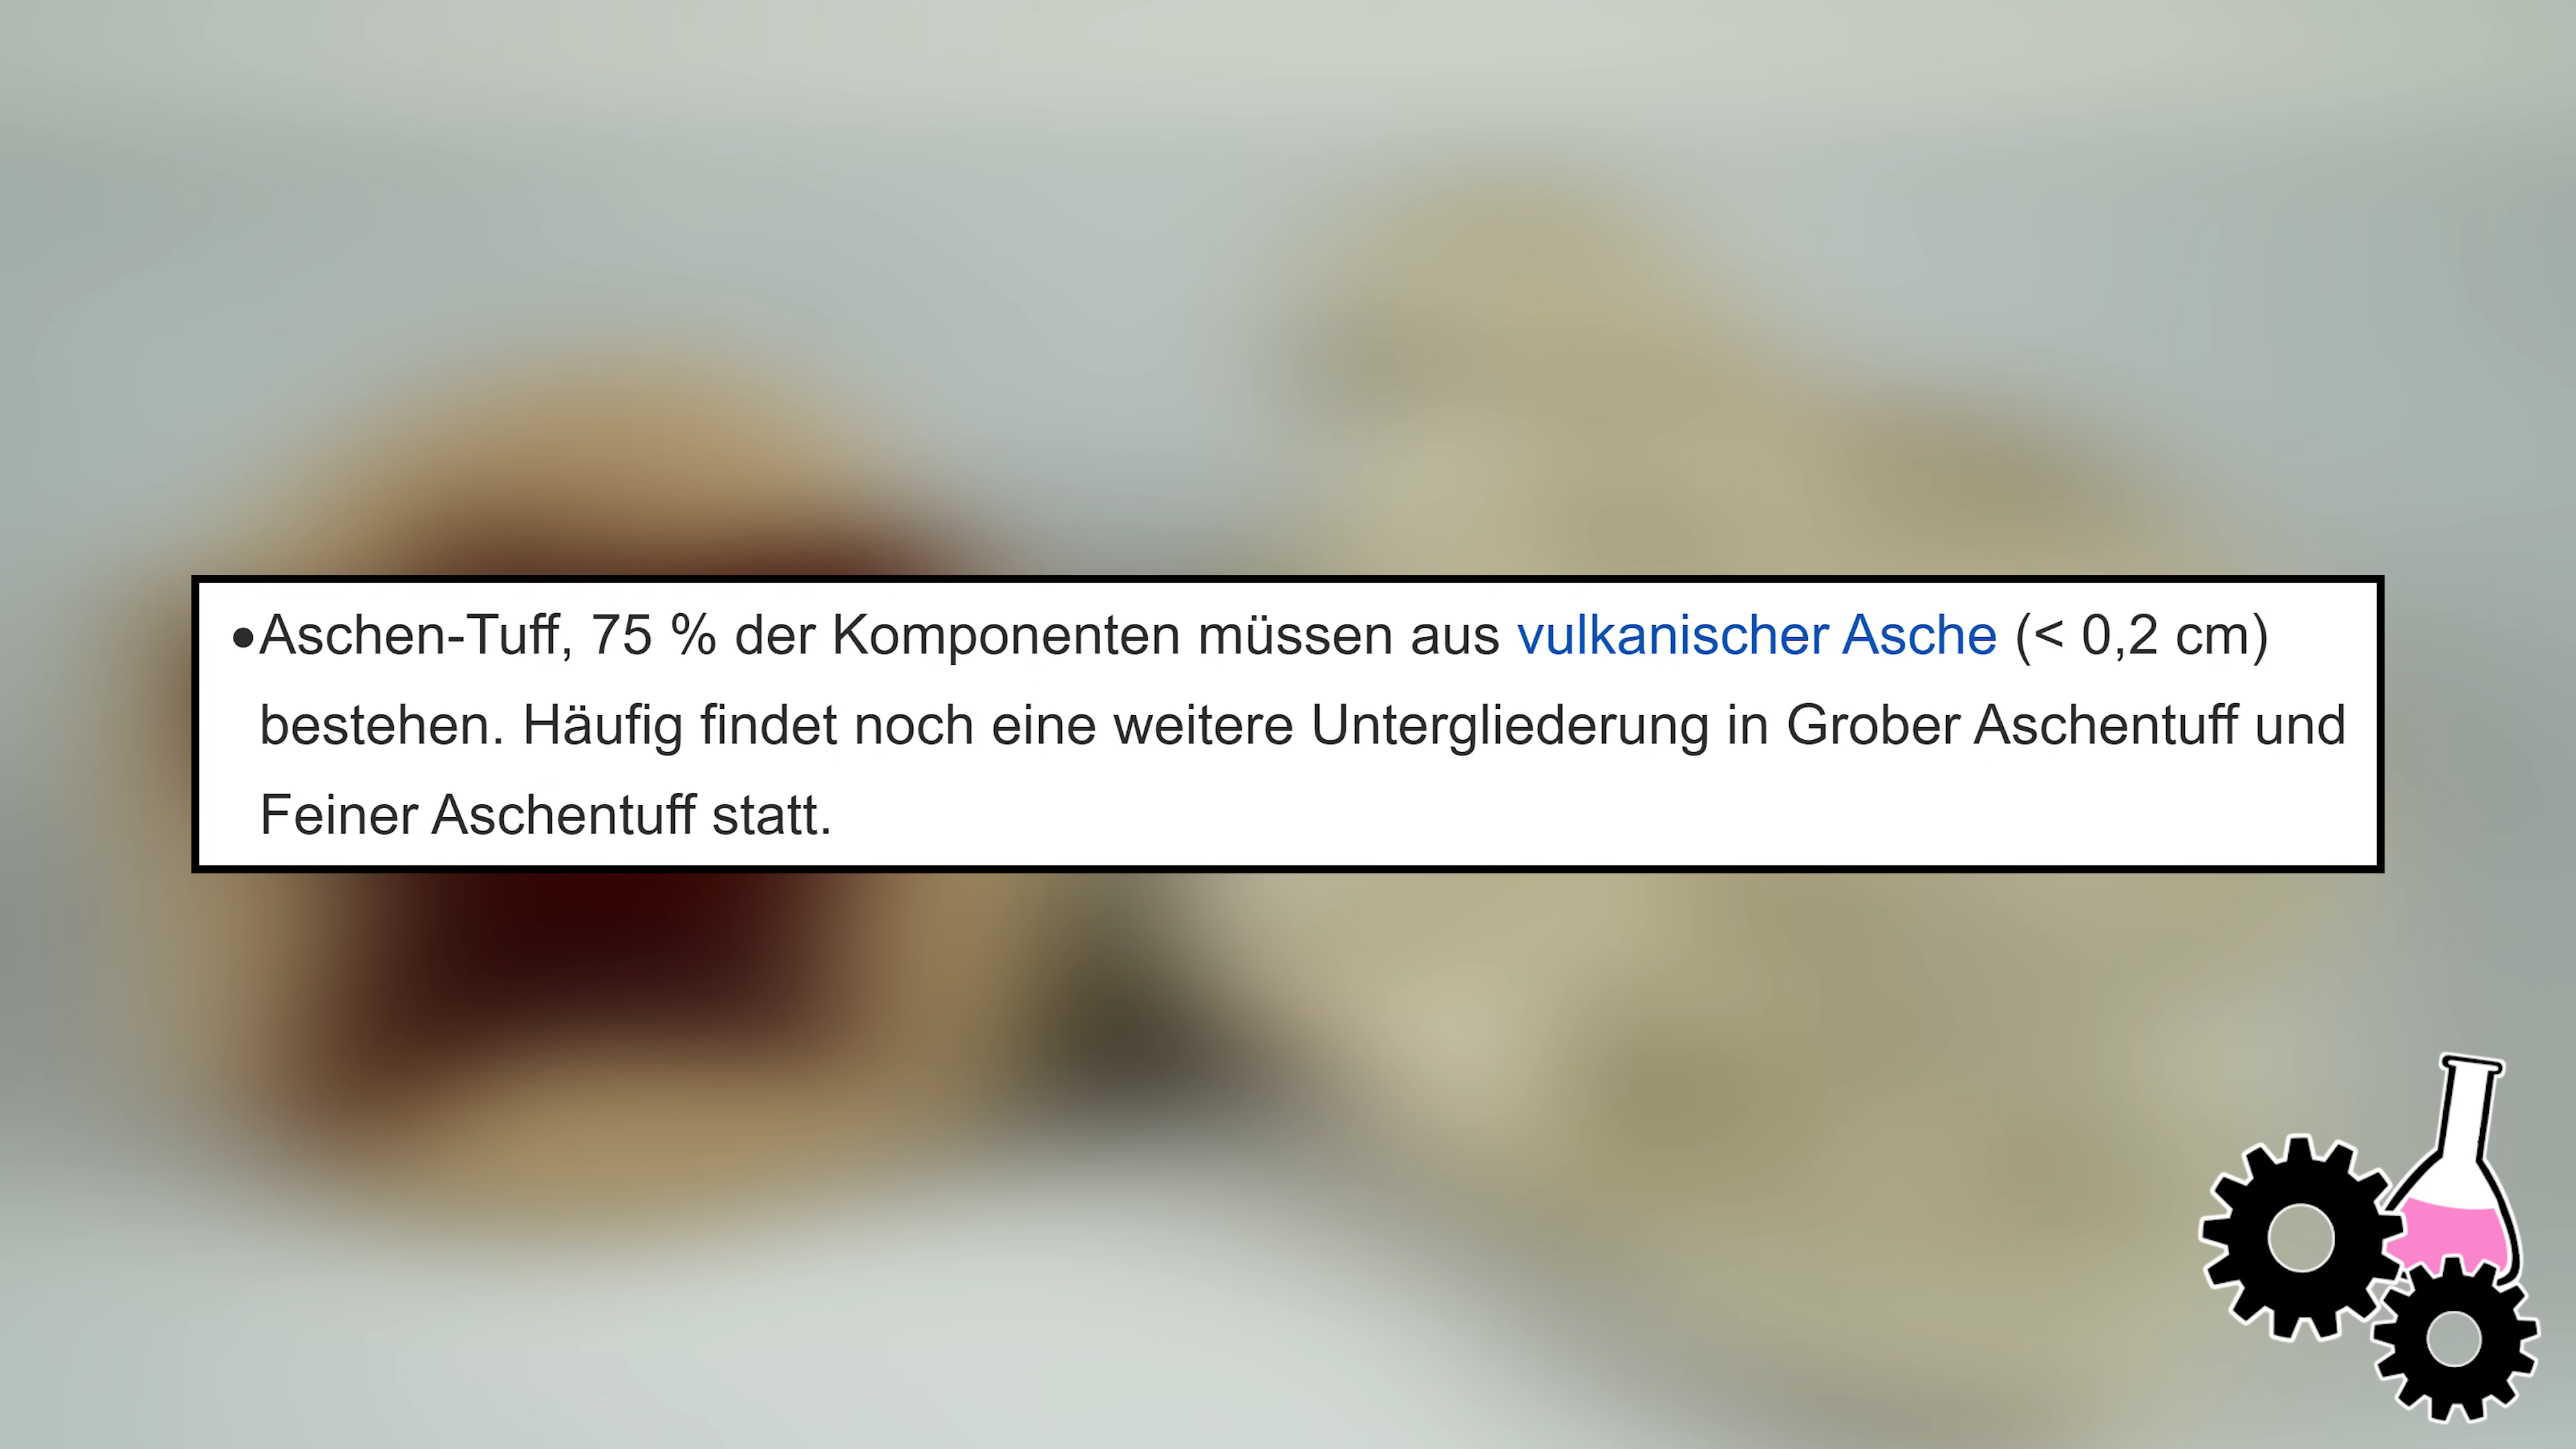 •Aschen-Tuff, 75 % der Komponenten müssen aus vulkanischer Asche (< 0,2 cm)
bestehen. Häufig findet noch eine weitere Untergliederung in Grober Aschentuff und
Feiner Aschentuff statt.